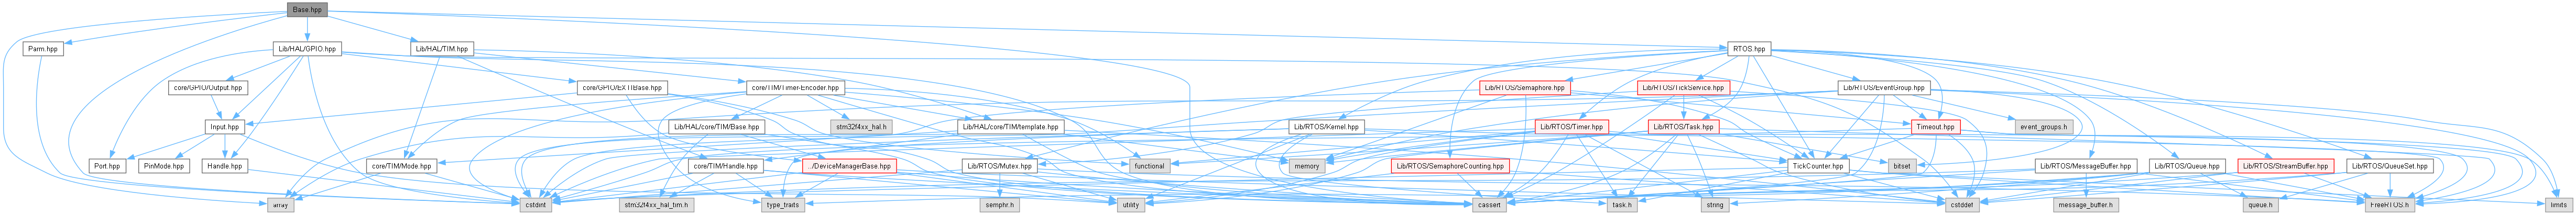 Base.hpp
Parm.hpp
Lib/HAL/GPIO.hpp
Lib/HAL/TIM.hpp
RTOS.hpp
core/GPIO/Output.hpp
core/GPIO/EXTIBase.hpp
core/TIM/Timer-Encoder.hpp
Lib/RTOS/Semaphore.hpp
Lib/RTOS/TickService.hpp
Lib/RTOS/EventGroup.hpp
Input.hpp
Lib/HAL/core/TIM/Base.hpp
stm32f4xx_hal.h
Lib/HAL/core/TIM/template.hpp
Lib/RTOS/Kernel.hpp
Lib/RTOS/Timer.hpp
Lib/RTOS/Task.hpp
Timeout.hpp
event_groups.h
Port.hpp
PinMode.hpp
Handle.hpp
core/TIM/Mode.hpp
core/TIM/Handle.hpp
../DeviceManagerBase.hpp
Lib/RTOS/Mutex.hpp
functional
memory
Lib/RTOS/SemaphoreCounting.hpp
TickCounter.hpp
bitset
Lib/RTOS/MessageBuffer.hpp
Lib/RTOS/Queue.hpp
Lib/RTOS/StreamBuffer.hpp
Lib/RTOS/QueueSet.hpp
array
cstdint
stm32f4xx_hal_tim.h
type_traits
utility
semphr.h
cassert
task.h
string
cstddef
message_buffer.h
queue.h
FreeRTOS.h
limits